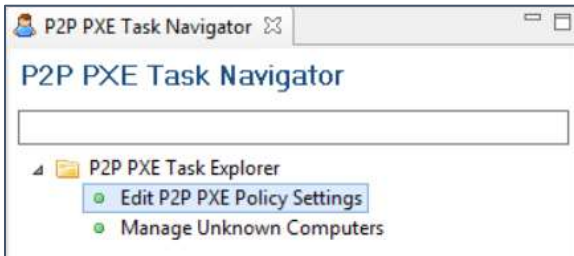 P2P PXE Task Navigator
P2P PXE Task Navigator
P2P PXE Task Explorer
Edit P2P PXE Policy Settings
Manage Unknown Computers